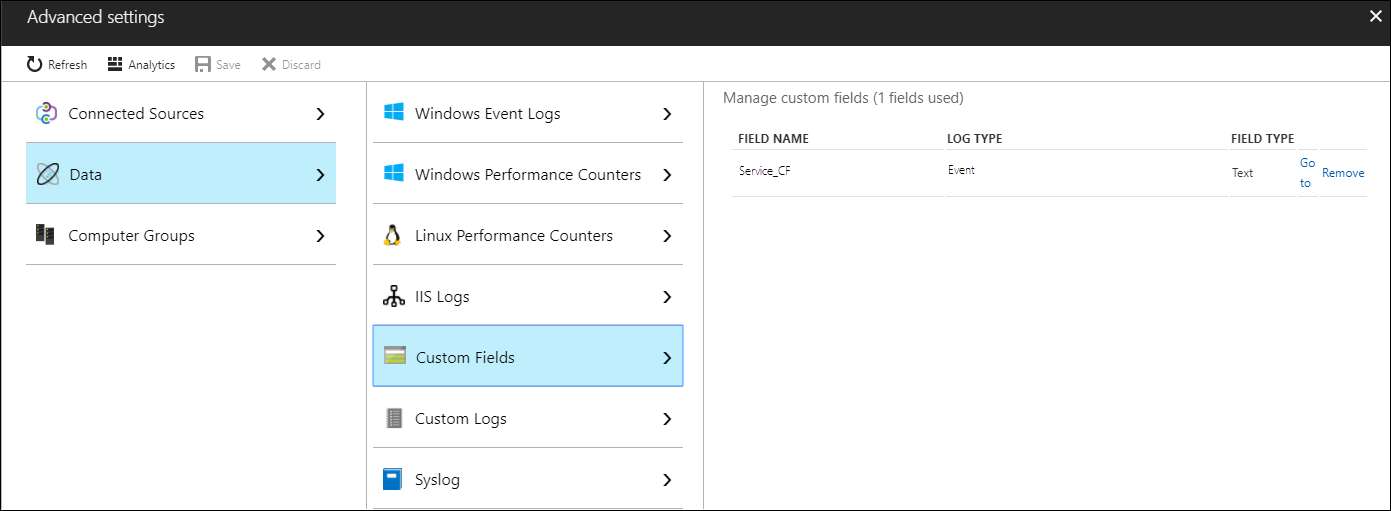 Advanced settings
Refresh Analytics Save Discard
Connected Sources
Data
Computer Groups
Windows Event Logs
Windows Performance Counters
Linux Performance Counters
IIS Logs
Custom Fields
Custom Logs
Syslog
Manage custom fields (1 fields used)
FIELD NAME LOG TYPE FIELD TYPE
Service_CF Event Text Go to Remove